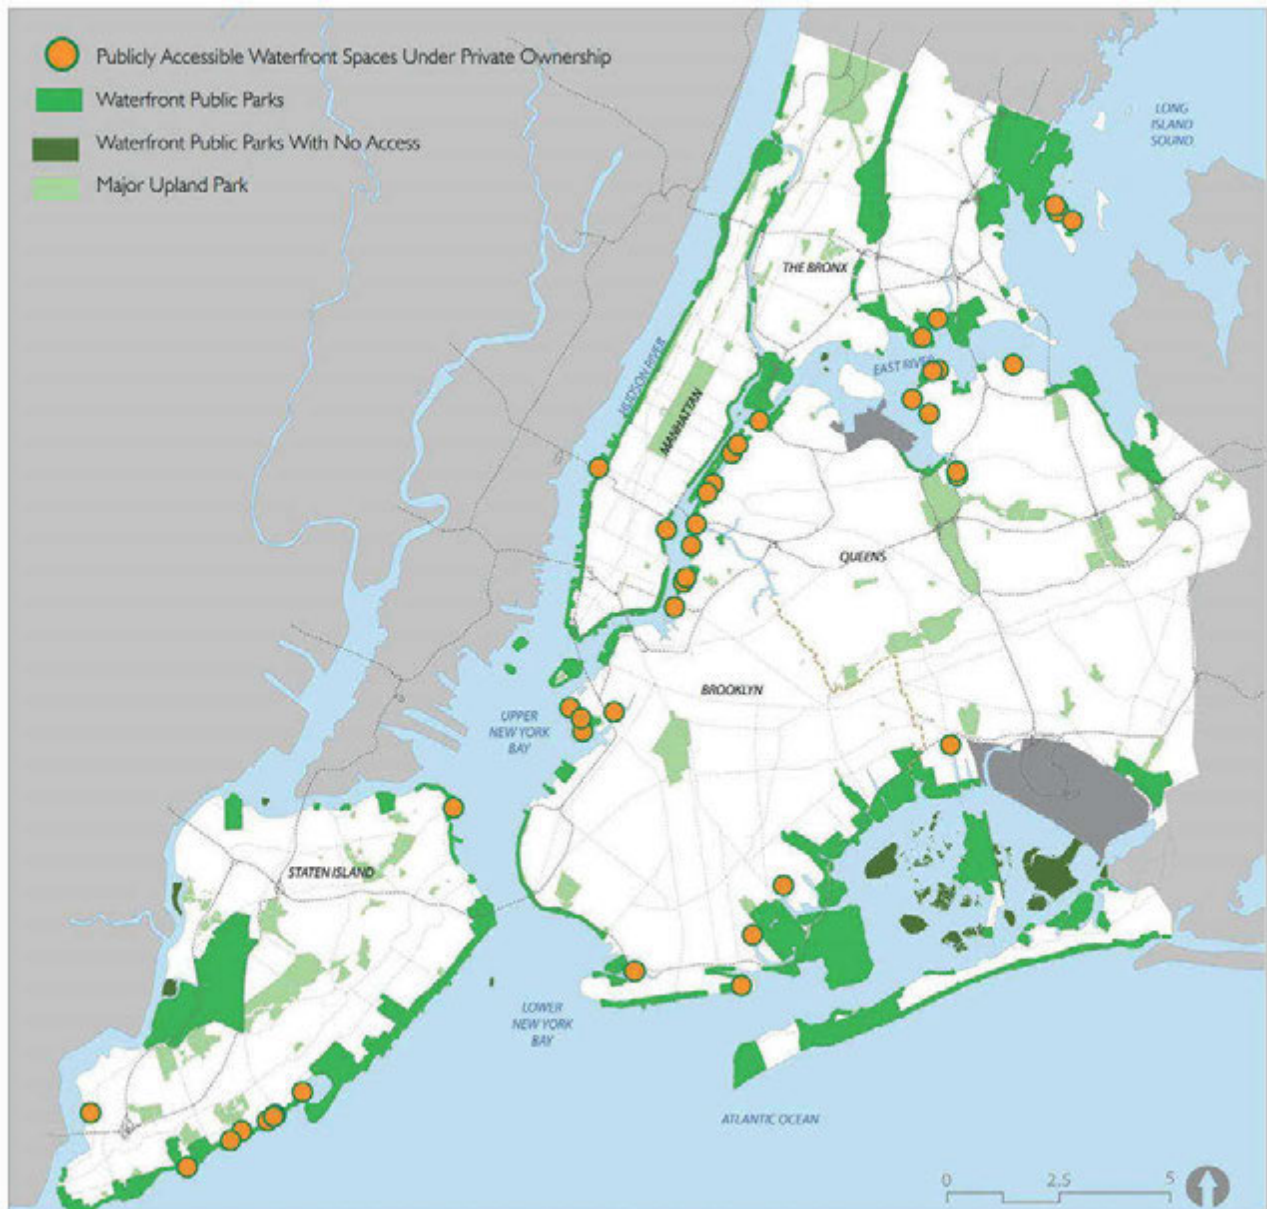 Publicly Accessible Waterfront Spaces Under Private Ownership
Waterfront Public Parks
Waterfront Public Parks With No Access
Major Upland Park
LONG
ISLAND
SOUND
THE BRONX
HUDSON RIVER
EAST RIVER
MANHATTAN
QUEENS
BROOKLYN
UPPER
NEW YORK
BAY
STATEN ISLAND
LOWER
NEW YORK
BAY
ATLANTIC OCEAN
0 2.5 5